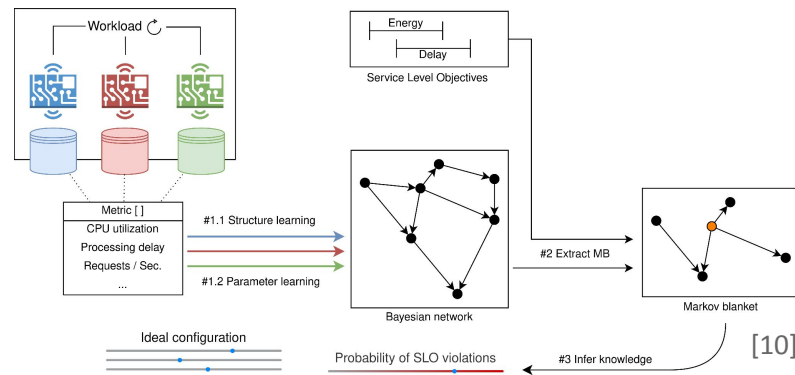 Workload
Energy
Delay
Service Level Objectives
Metric [ ]
CPU utilization
Processing delay
Requests / Sec.
...
#1.1 Structure learning
#1.2 Parameter learning
Bayesian network
#2 Extract MB
Markov blanket
Ideal configuration
Probability of SLO violations
#3 Infer knowledge
[10]